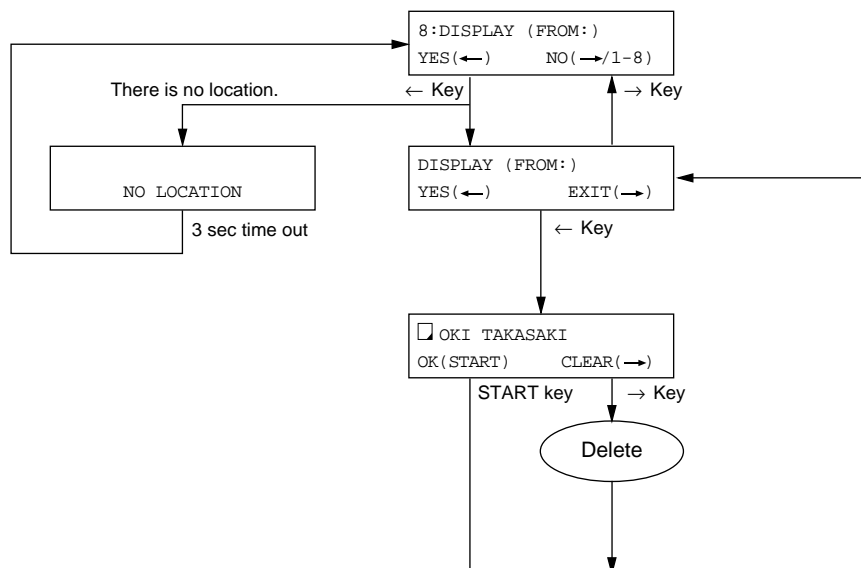 8:DISPLAY (FROM:)
YES(←) NO(→/1-8)
There is no location.
← Key
→ Key
DISPLAY (FROM:)
YES(←) EXIT(→)
NO LOCATION
3 sec time out
← Key
OKI TAKASAKI
OK(START) CLEAR(→)
START key
→ Key
Delete